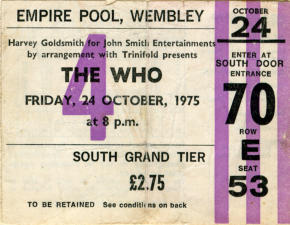 EMPIRE POOL, WEMBLEY
Harvey Goldsmith for John Smith Entertainments
by arrangement with Trinifold presents
4
THE WHO
FRIDAY, 24 OCTOBER, 1975
at 8 p.m.
SOUTH GRAND TIER
£2.75
TO BE RETAINED See conditions on back
OCTOBER
24
ENTER AT
SOUTH DOOR
ENTRANCE
70
ROW
E
SEAT
53